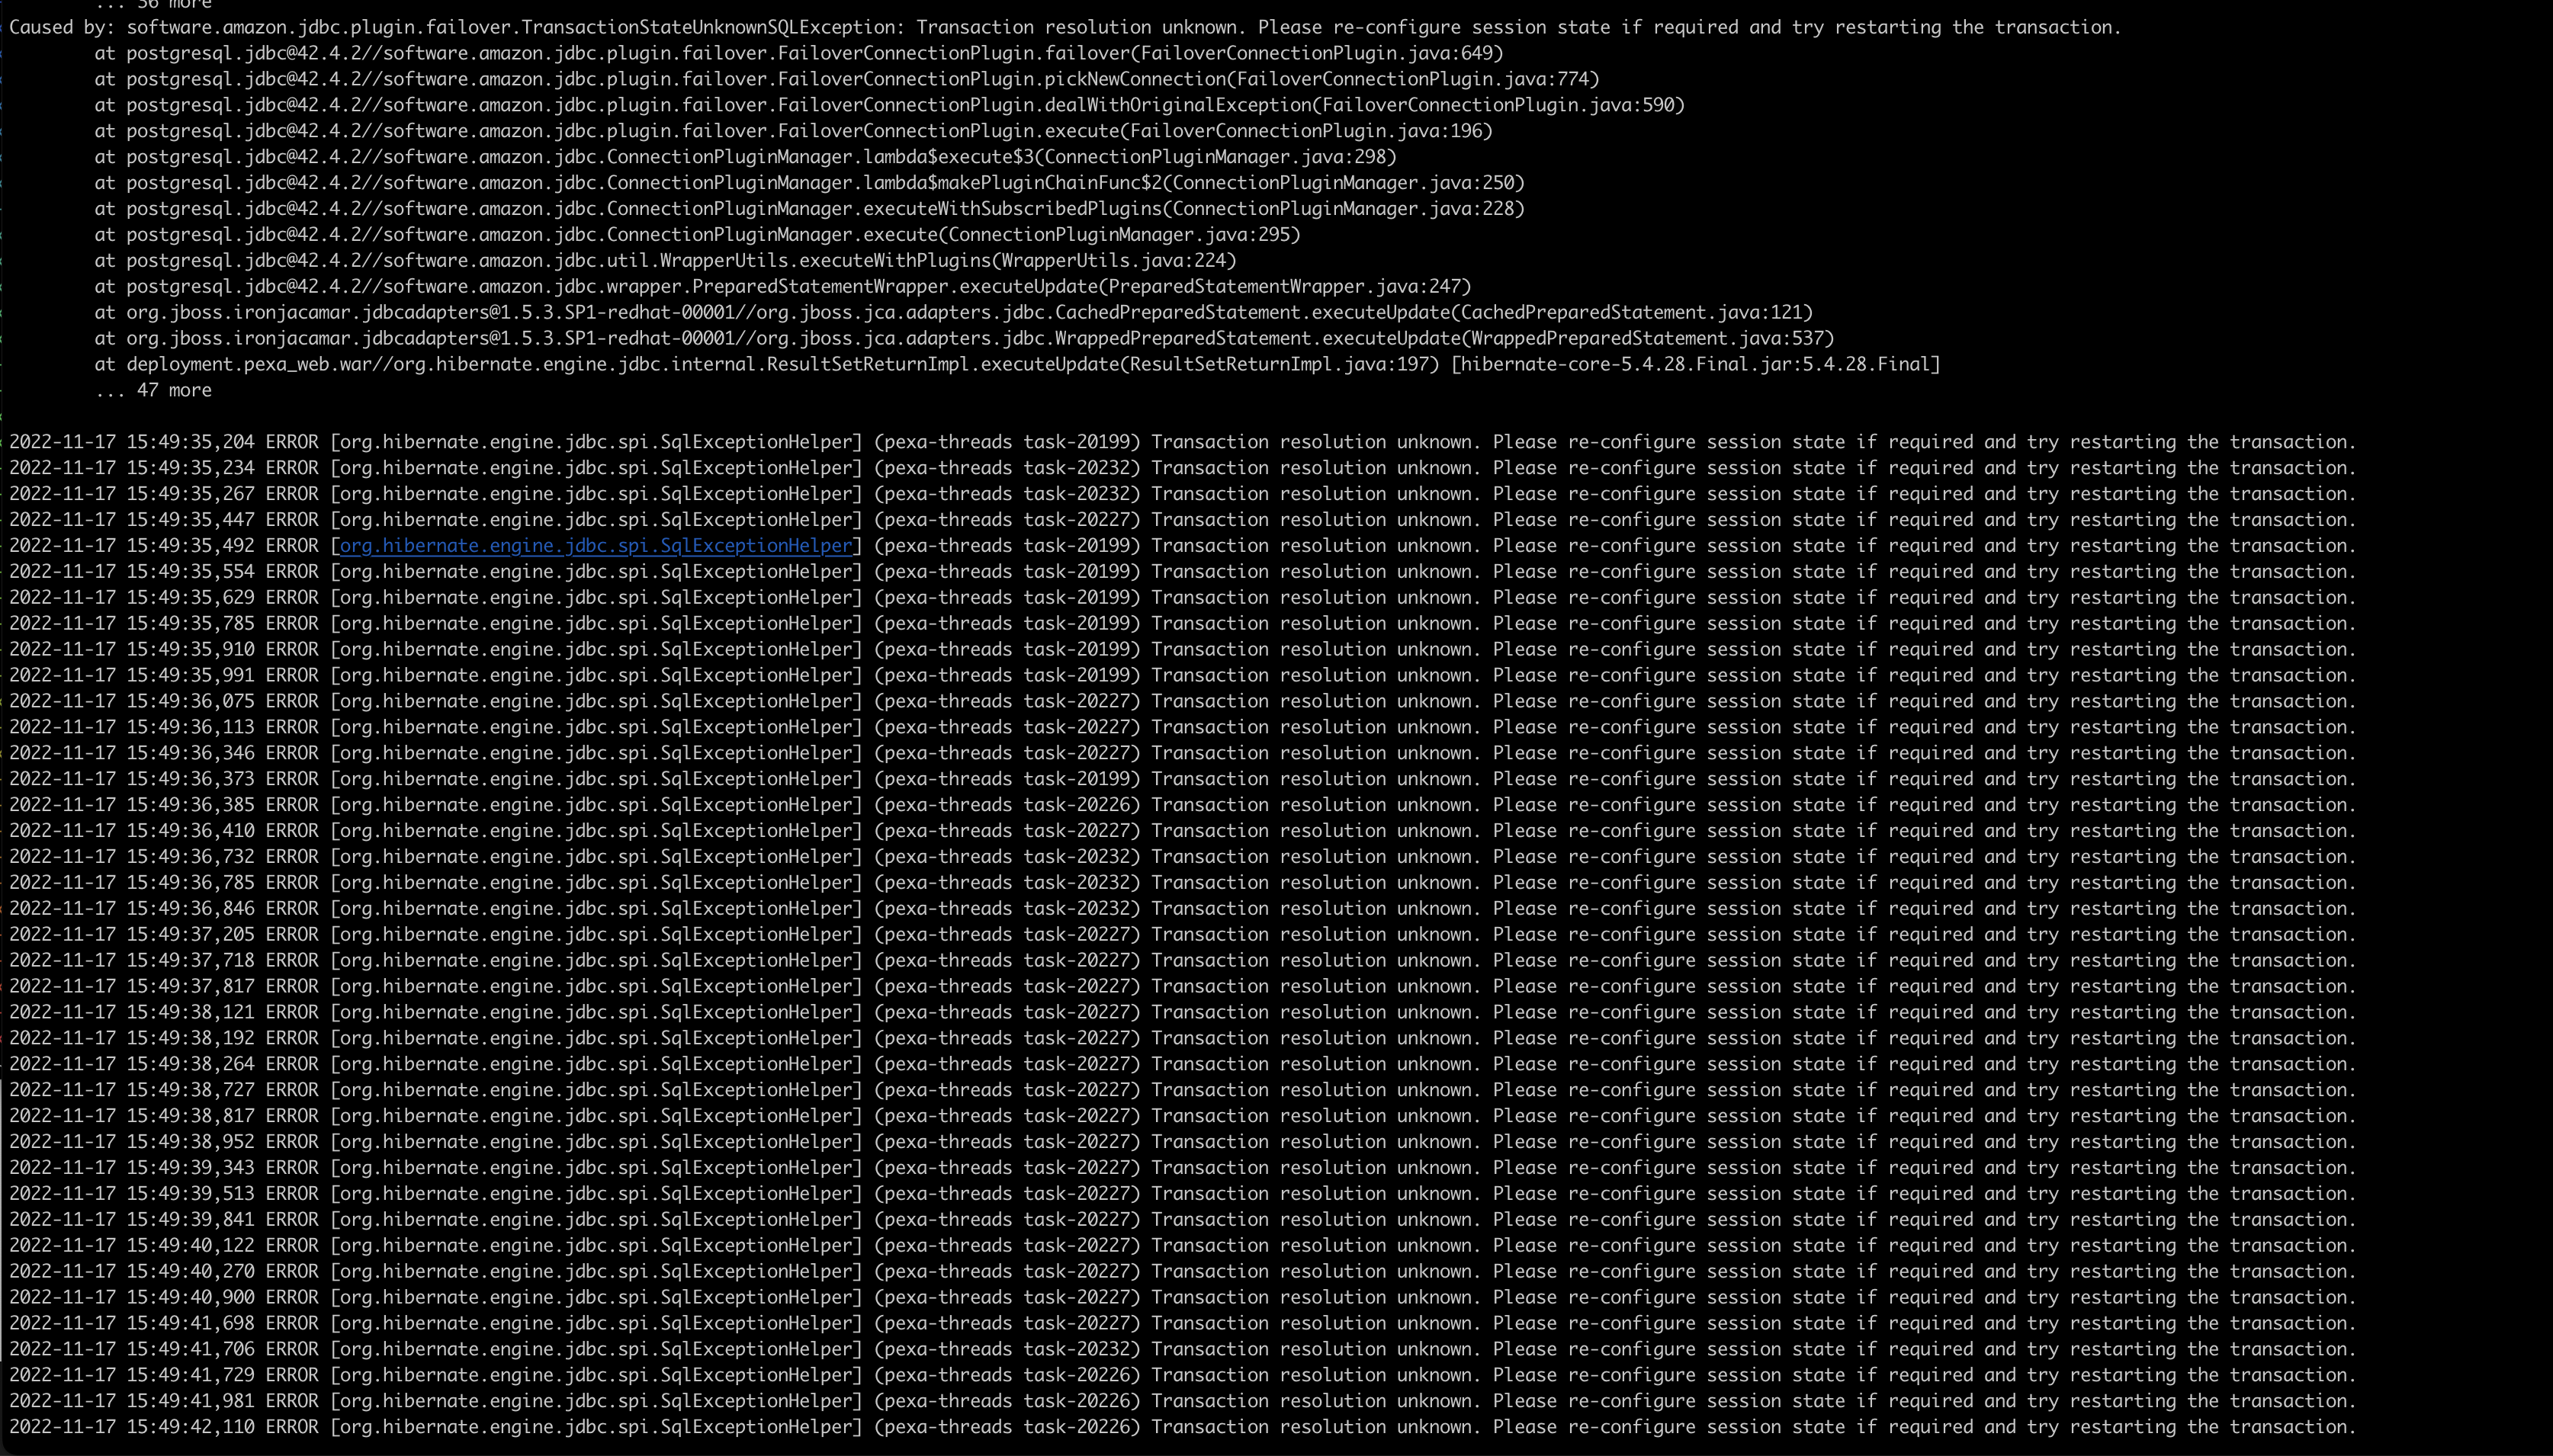 ... 36 more
Caused by: software.amazon.jdbc.plugin.failover.TransactionStateUnknownSQLException: Transaction resolution unknown. Please re-configure session state if required and try restarting the transaction.
at postgresql.jdbc@42.4.2//software.amazon.jdbc.plugin.failover.FailoverConnectionPlugin.failover(FailoverConnectionPlugin.java:649)
at postgresql.jdbc@42.4.2//software.amazon.jdbc.plugin.failover.FailoverConnectionPlugin.pickNewConnection(FailoverConnectionPlugin.java:774)
at postgresql.jdbc@42.4.2//software.amazon.jdbc.plugin.failover.FailoverConnectionPlugin.dealWithOriginalException(FailoverConnectionPlugin.java:590)
at postgresql.jdbc@42.4.2//software.amazon.jdbc.plugin.failover.FailoverConnectionPlugin.execute(FailoverConnectionPlugin.java:196)
at postgresql.jdbc@42.4.2//software.amazon.jdbc.ConnectionPluginManager.lambda$execute$3(ConnectionPluginManager.java:298)
at postgresql.jdbc@42.4.2//software.amazon.jdbc.ConnectionPluginManager.lambda$makePluginChainFunc$2(ConnectionPluginManager.java:250)
at postgresql.jdbc@42.4.2//software.amazon.jdbc.ConnectionPluginManager.executeWithSubscribedPlugins(ConnectionPluginManager.java:228)
at postgresql.jdbc@42.4.2//software.amazon.jdbc.ConnectionPluginManager.execute(ConnectionPluginManager.java:295)
at postgresql.jdbc@42.4.2//software.amazon.jdbc.util.WrapperUtils.executeWithPlugins(WrapperUtils.java:224)
at postgresql.jdbc@42.4.2//software.amazon.jdbc.wrapper.PreparedStatementWrapper.executeUpdate(PreparedStatementWrapper.java:247)
at org.jboss.ironjacamar.jdbcadapters@1.5.3.SP1-redhat-00001//org.jboss.jca.adapters.jdbc.CachedPreparedStatement.executeUpdate(CachedPreparedStatement.java:121)
at org.jboss.ironjacamar.jdbcadapters@1.5.3.SP1-redhat-00001//org.jboss.jca.adapters.jdbc.WrappedPreparedStatement.executeUpdate(WrappedPreparedStatement.java:537)
at deployment.pexa_web.war//org.hibernate.engine.jdbc.internal.ResultSetReturnImpl.executeUpdate(ResultSetReturnImpl.java:197) [hibernate-core-5.4.28.Final.jar:5.4.28.Final]
... 47 more
2022-11-17 15:49:35,204 ERROR [org.hibernate.engine.jdbc.spi.SqlExceptionHelper] (pexa-threads task-20199) Transaction resolution unknown. Please re-configure session state if required and try restarting the transaction.
2022-11-17 15:49:35,234 ERROR [org.hibernate.engine.jdbc.spi.SqlExceptionHelper] (pexa-threads task-20232) Transaction resolution unknown. Please re-configure session state if required and try restarting the transaction.
2022-11-17 15:49:35,267 ERROR [org.hibernate.engine.jdbc.spi.SqlExceptionHelper] (pexa-threads task-20232) Transaction resolution unknown. Please re-configure session state if required and try restarting the transaction.
2022-11-17 15:49:35,447 ERROR [org.hibernate.engine.jdbc.spi.SqlExceptionHelper] (pexa-threads task-20227) Transaction resolution unknown. Please re-configure session state if required and try restarting the transaction.
2022-11-17 15:49:35,492 ERROR [org.hibernate.engine.jdbc.spi.SqlExceptionHelper] (pexa-threads task-20199) Transaction resolution unknown. Please re-configure session state if required and try restarting the transaction.
2022-11-17 15:49:35,554 ERROR [org.hibernate.engine.jdbc.spi.SqlExceptionHelper] (pexa-threads task-20199) Transaction resolution unknown. Please re-configure session state if required and try restarting the transaction.
2022-11-17 15:49:35,629 ERROR [org.hibernate.engine.jdbc.spi.SqlExceptionHelper] (pexa-threads task-20199) Transaction resolution unknown. Please re-configure session state if required and try restarting the transaction.
2022-11-17 15:49:35,785 ERROR [org.hibernate.engine.jdbc.spi.SqlExceptionHelper] (pexa-threads task-20199) Transaction resolution unknown. Please re-configure session state if required and try restarting the transaction.
2022-11-17 15:49:35,910 ERROR [org.hibernate.engine.jdbc.spi.SqlExceptionHelper] (pexa-threads task-20199) Transaction resolution unknown. Please re-configure session state if required and try restarting the transaction.
2022-11-17 15:49:35,991 ERROR [org.hibernate.engine.jdbc.spi.SqlExceptionHelper] (pexa-threads task-20199) Transaction resolution unknown. Please re-configure session state if required and try restarting the transaction.
2022-11-17 15:49:36,075 ERROR [org.hibernate.engine.jdbc.spi.SqlExceptionHelper] (pexa-threads task-20227) Transaction resolution unknown. Please re-configure session state if required and try restarting the transaction.
2022-11-17 15:49:36,113 ERROR [org.hibernate.engine.jdbc.spi.SqlExceptionHelper] (pexa-threads task-20227) Transaction resolution unknown. Please re-configure session state if required and try restarting the transaction.
2022-11-17 15:49:36,346 ERROR [org.hibernate.engine.jdbc.spi.SqlExceptionHelper] (pexa-threads task-20227) Transaction resolution unknown. Please re-configure session state if required and try restarting the transaction.
2022-11-17 15:49:36,373 ERROR [org.hibernate.engine.jdbc.spi.SqlExceptionHelper] (pexa-threads task-20199) Transaction resolution unknown. Please re-configure session state if required and try restarting the transaction.
2022-11-17 15:49:36,385 ERROR [org.hibernate.engine.jdbc.spi.SqlExceptionHelper] (pexa-threads task-20226) Transaction resolution unknown. Please re-configure session state if required and try restarting the transaction.
2022-11-17 15:49:36,410 ERROR [org.hibernate.engine.jdbc.spi.SqlExceptionHelper] (pexa-threads task-20227) Transaction resolution unknown. Please re-configure session state if required and try restarting the transaction.
2022-11-17 15:49:36,732 ERROR [org.hibernate.engine.jdbc.spi.SqlExceptionHelper] (pexa-threads task-20232) Transaction resolution unknown. Please re-configure session state if required and try restarting the transaction.
2022-11-17 15:49:36,785 ERROR [org.hibernate.engine.jdbc.spi.SqlExceptionHelper] (pexa-threads task-20232) Transaction resolution unknown. Please re-configure session state if required and try restarting the transaction.
2022-11-17 15:49:36,846 ERROR [org.hibernate.engine.jdbc.spi.SqlExceptionHelper] (pexa-threads task-20232) Transaction resolution unknown. Please re-configure session state if required and try restarting the transaction.
2022-11-17 15:49:37,205 ERROR [org.hibernate.engine.jdbc.spi.SqlExceptionHelper] (pexa-threads task-20227) Transaction resolution unknown. Please re-configure session state if required and try restarting the transaction.
2022-11-17 15:49:37,718 ERROR [org.hibernate.engine.jdbc.spi.SqlExceptionHelper] (pexa-threads task-20227) Transaction resolution unknown. Please re-configure session state if required and try restarting the transaction.
2022-11-17 15:49:37,817 ERROR [org.hibernate.engine.jdbc.spi.SqlExceptionHelper] (pexa-threads task-20227) Transaction resolution unknown. Please re-configure session state if required and try restarting the transaction.
2022-11-17 15:49:38,121 ERROR [org.hibernate.engine.jdbc.spi.SqlExceptionHelper] (pexa-threads task-20227) Transaction resolution unknown. Please re-configure session state if required and try restarting the transaction.
2022-11-17 15:49:38,192 ERROR [org.hibernate.engine.jdbc.spi.SqlExceptionHelper] (pexa-threads task-20227) Transaction resolution unknown. Please re-configure session state if required and try restarting the transaction.
2022-11-17 15:49:38,264 ERROR [org.hibernate.engine.jdbc.spi.SqlExceptionHelper] (pexa-threads task-20227) Transaction resolution unknown. Please re-configure session state if required and try restarting the transaction.
2022-11-17 15:49:38,727 ERROR [org.hibernate.engine.jdbc.spi.SqlExceptionHelper] (pexa-threads task-20227) Transaction resolution unknown. Please re-configure session state if required and try restarting the transaction.
2022-11-17 15:49:38,817 ERROR [org.hibernate.engine.jdbc.spi.SqlExceptionHelper] (pexa-threads task-20227) Transaction resolution unknown. Please re-configure session state if required and try restarting the transaction.
2022-11-17 15:49:38,952 ERROR [org.hibernate.engine.jdbc.spi.SqlExceptionHelper] (pexa-threads task-20227) Transaction resolution unknown. Please re-configure session state if required and try restarting the transaction.
2022-11-17 15:49:39,343 ERROR [org.hibernate.engine.jdbc.spi.SqlExceptionHelper] (pexa-threads task-20227) Transaction resolution unknown. Please re-configure session state if required and try restarting the transaction.
2022-11-17 15:49:39,513 ERROR [org.hibernate.engine.jdbc.spi.SqlExceptionHelper] (pexa-threads task-20227) Transaction resolution unknown. Please re-configure session state if required and try restarting the transaction.
2022-11-17 15:49:39,841 ERROR [org.hibernate.engine.jdbc.spi.SqlExceptionHelper] (pexa-threads task-20227) Transaction resolution unknown. Please re-configure session state if required and try restarting the transaction.
2022-11-17 15:49:40,122 ERROR [org.hibernate.engine.jdbc.spi.SqlExceptionHelper] (pexa-threads task-20227) Transaction resolution unknown. Please re-configure session state if required and try restarting the transaction.
2022-11-17 15:49:40,270 ERROR [org.hibernate.engine.jdbc.spi.SqlExceptionHelper] (pexa-threads task-20227) Transaction resolution unknown. Please re-configure session state if required and try restarting the transaction.
2022-11-17 15:49:40,900 ERROR [org.hibernate.engine.jdbc.spi.SqlExceptionHelper] (pexa-threads task-20227) Transaction resolution unknown. Please re-configure session state if required and try restarting the transaction.
2022-11-17 15:49:41,698 ERROR [org.hibernate.engine.jdbc.spi.SqlExceptionHelper] (pexa-threads task-20227) Transaction resolution unknown. Please re-configure session state if required and try restarting the transaction.
2022-11-17 15:49:41,706 ERROR [org.hibernate.engine.jdbc.spi.SqlExceptionHelper] (pexa-threads task-20232) Transaction resolution unknown. Please re-configure session state if required and try restarting the transaction.
2022-11-17 15:49:41,729 ERROR [org.hibernate.engine.jdbc.spi.SqlExceptionHelper] (pexa-threads task-20226) Transaction resolution unknown. Please re-configure session state if required and try restarting the transaction.
2022-11-17 15:49:41,981 ERROR [org.hibernate.engine.jdbc.spi.SqlExceptionHelper] (pexa-threads task-20226) Transaction resolution unknown. Please re-configure session state if required and try restarting the transaction.
2022-11-17 15:49:42,110 ERROR [org.hibernate.engine.jdbc.spi.SqlExceptionHelper] (pexa-threads task-20226) Transaction resolution unknown. Please re-configure session state if required and try restarting the transaction.